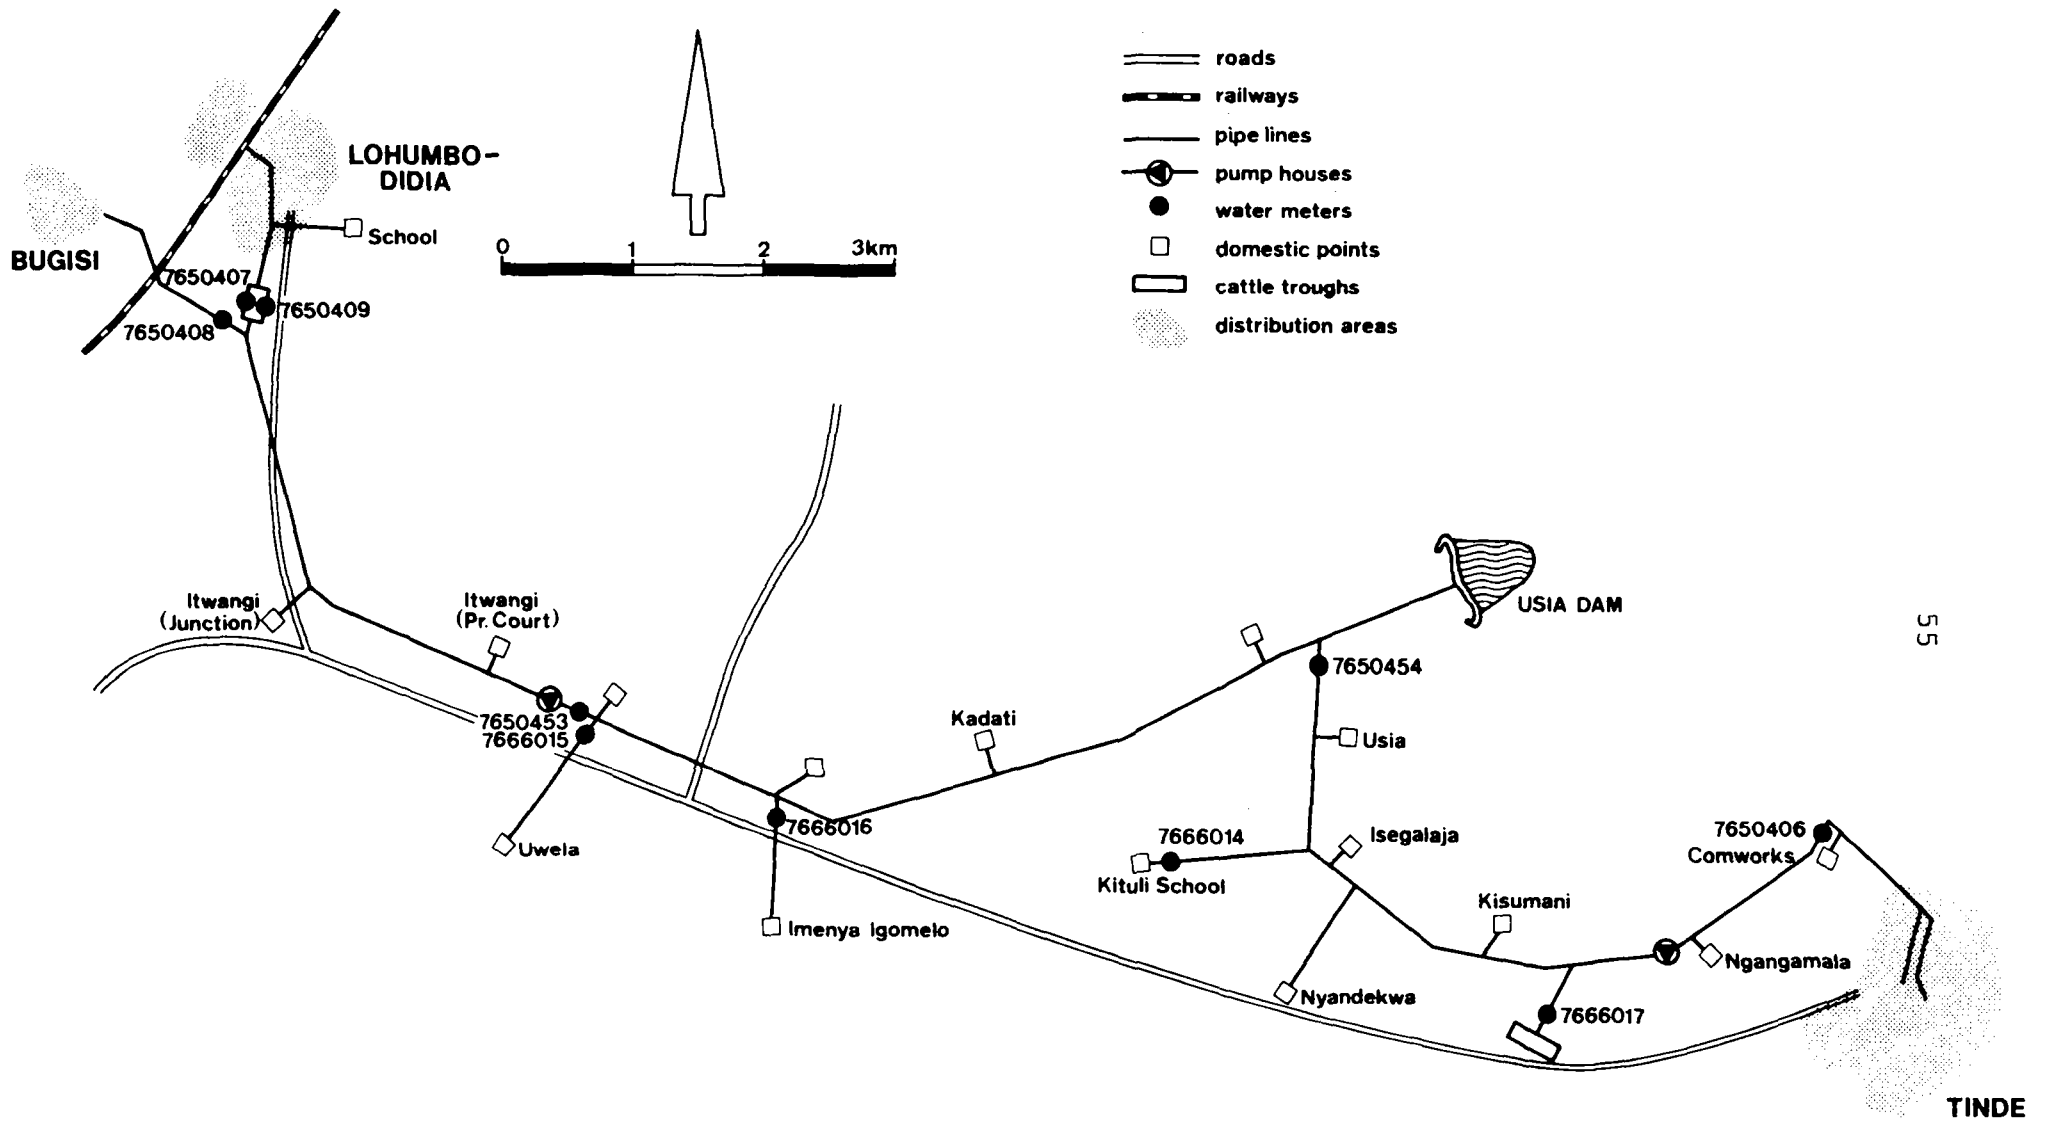 roads
railways
pipe lines
pump houses
water meters
domestic points
cattle troughs
distribution areas
0 1 2 3km
LOHUMBO-
DIDIA
School
BUGISI
7650407
7650409
7650408
Itwangi
(Junction)
Itwangi
(Pr. Court)
7650453
7666015
Uwela
7666016
Imenya Igomelo
Kadati
USIA DAM
7650454
Usia
7666014
Kituli School
Isegalaja
Nyandekwa
Kisumani
7666017
7650406
Comworks
Ngangamala
TINDE
55